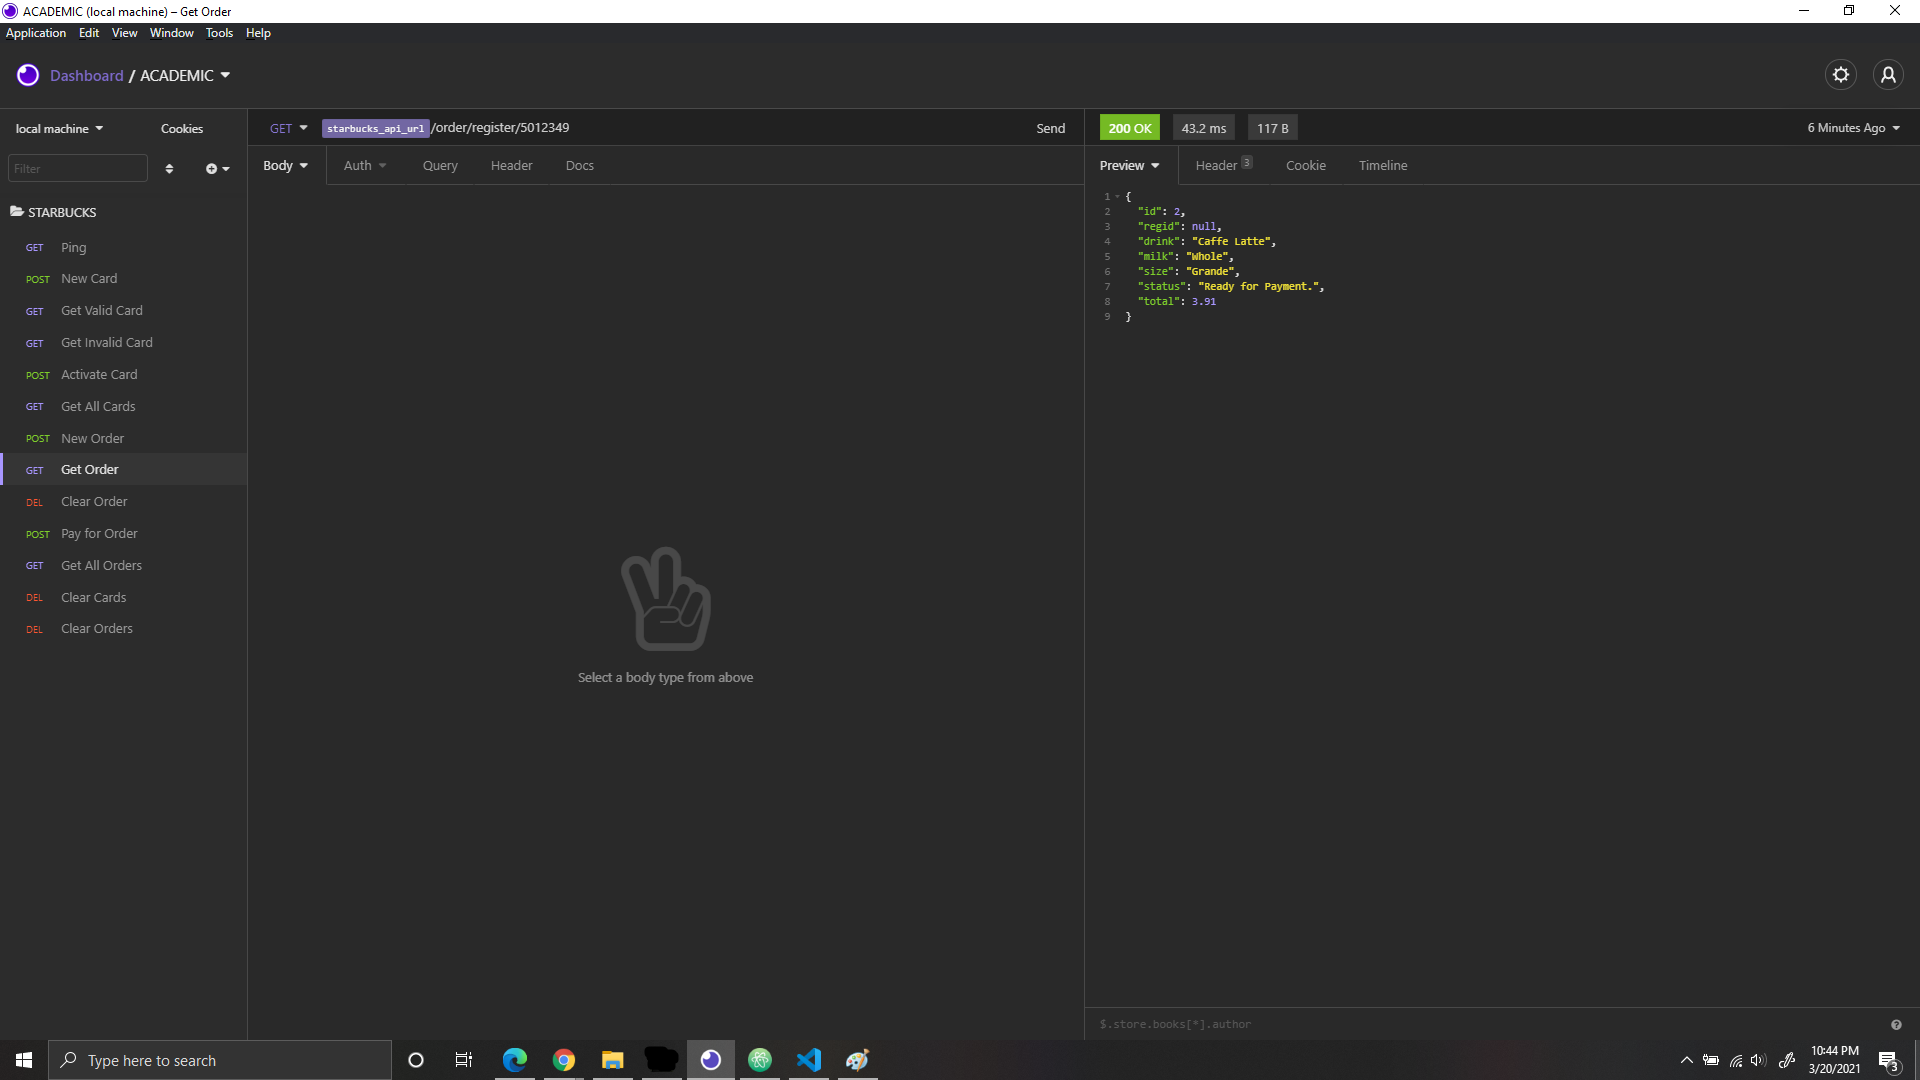 ACADEMIC (local machine) – Get Order
Application Edit View Window Tools Help
Dashboard / ACADEMIC
local machine Cookies
GET starbucks_api_url/order/register/5012349 Send
200 OK 43.2 ms 117 B 6 Minutes Ago
Filter
Body Auth Query Header Docs
Preview Header 3 Cookie Timeline
STARBUCKS
GET Ping
POST New Card
GET Get Valid Card
GET Get Invalid Card
POST Activate Card
GET Get All Cards
POST New Order
GET Get Order
DEL Clear Order
POST Pay for Order
GET Get All Orders
DEL Clear Cards
DEL Clear Orders
Select a body type from above
1 {
2 "id": 2,
3 "regid": null,
4 "drink": "Caffe Latte",
5 "milk": "Whole",
6 "size": "Grande",
7 "status": "Ready for Payment.",
8 "total": 3.91
9 }
$.store.books[*].author
Type here to search
10:44 PM
3/20/2021
3